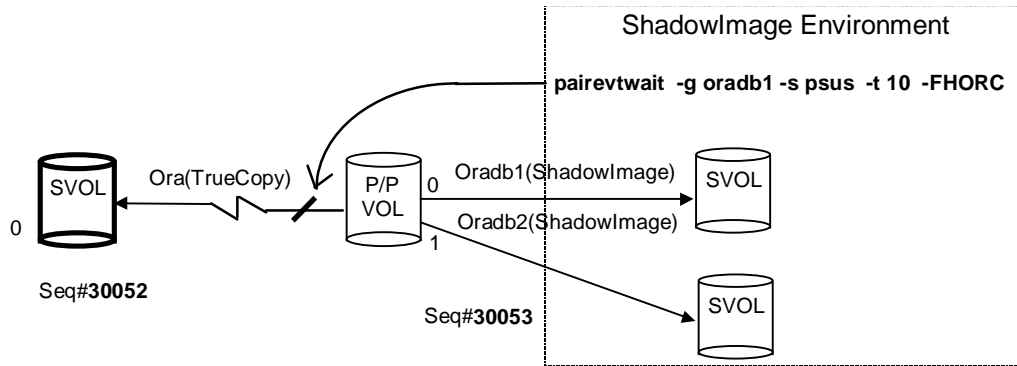 ShadowImage Environment
pairevtwait -g oradb1 -s psus -t 10 -FHORC
Ora(TrueCopy)
SVOL
0
Seq#30052
P/P
VOL
0
1
Oradb1(ShadowImage)
Oradb2(ShadowImage)
SVOL
Seq#30053
SVOL